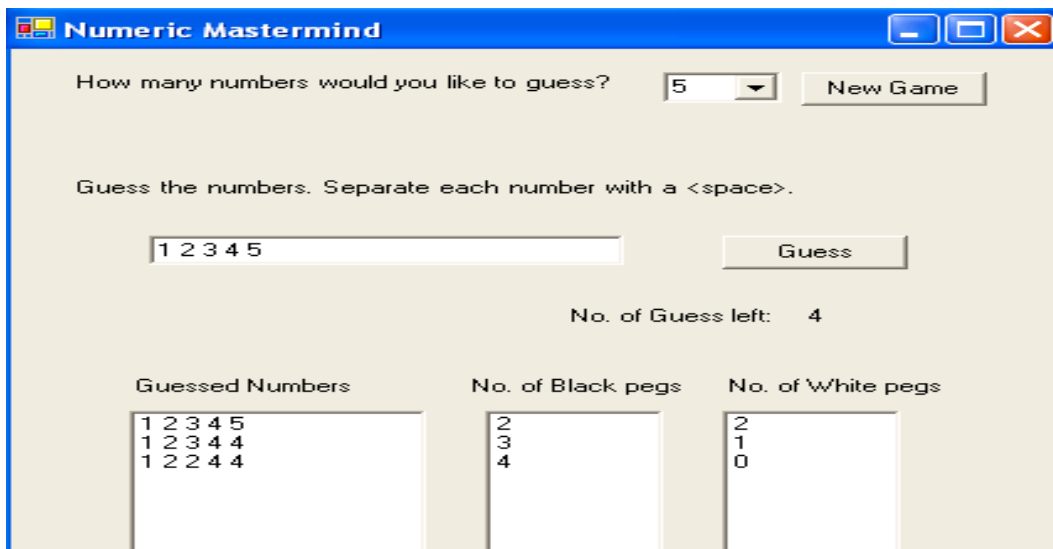 Numeric Mastermind
How many numbers would you like to guess? 5 New Game
Guess the numbers. Separate each number with a <space>.
1 2 3 4 5 Guess
No. of Guess left: 4
Guessed Numbers No. of Black pegs No. of White pegs
1 2 3 4 5 2 2
1 2 3 4 4 3 1
1 2 2 4 4 4 0